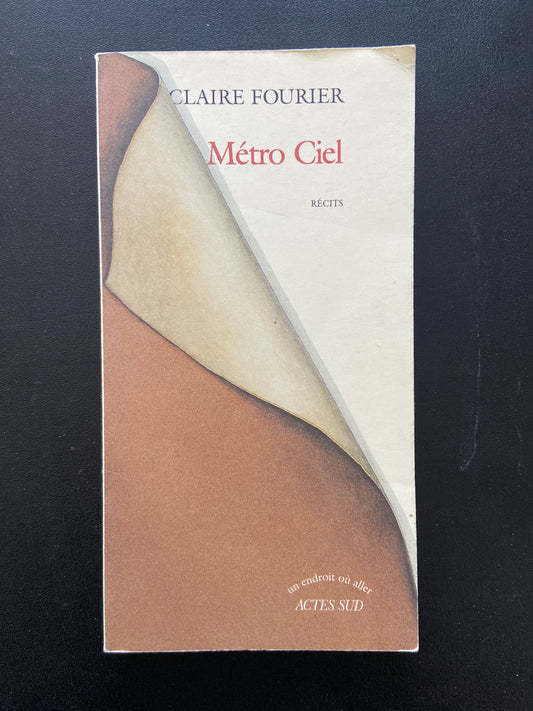 CLAIRE FOURIER
Métro Ciel
RÉCITS
un endroit où aller
ACTES SUD